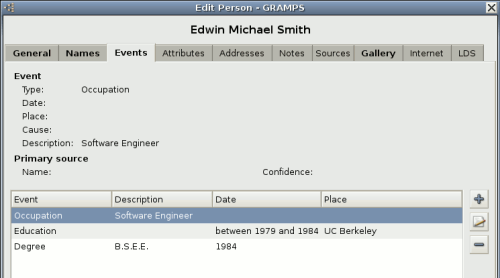 Edit Person - GRAMPS
Edwin Michael Smith
General Names Events Attributes Addresses Notes Sources Gallery Internet LDS
Event
Type: Occupation
Date:
Place:
Cause:
Description: Software Engineer
Primary source
Name: Confidence:
Event Description Date Place
Occupation Software Engineer
Education between 1979 and 1984 UC Berkeley
Degree B.S.E.E. 1984